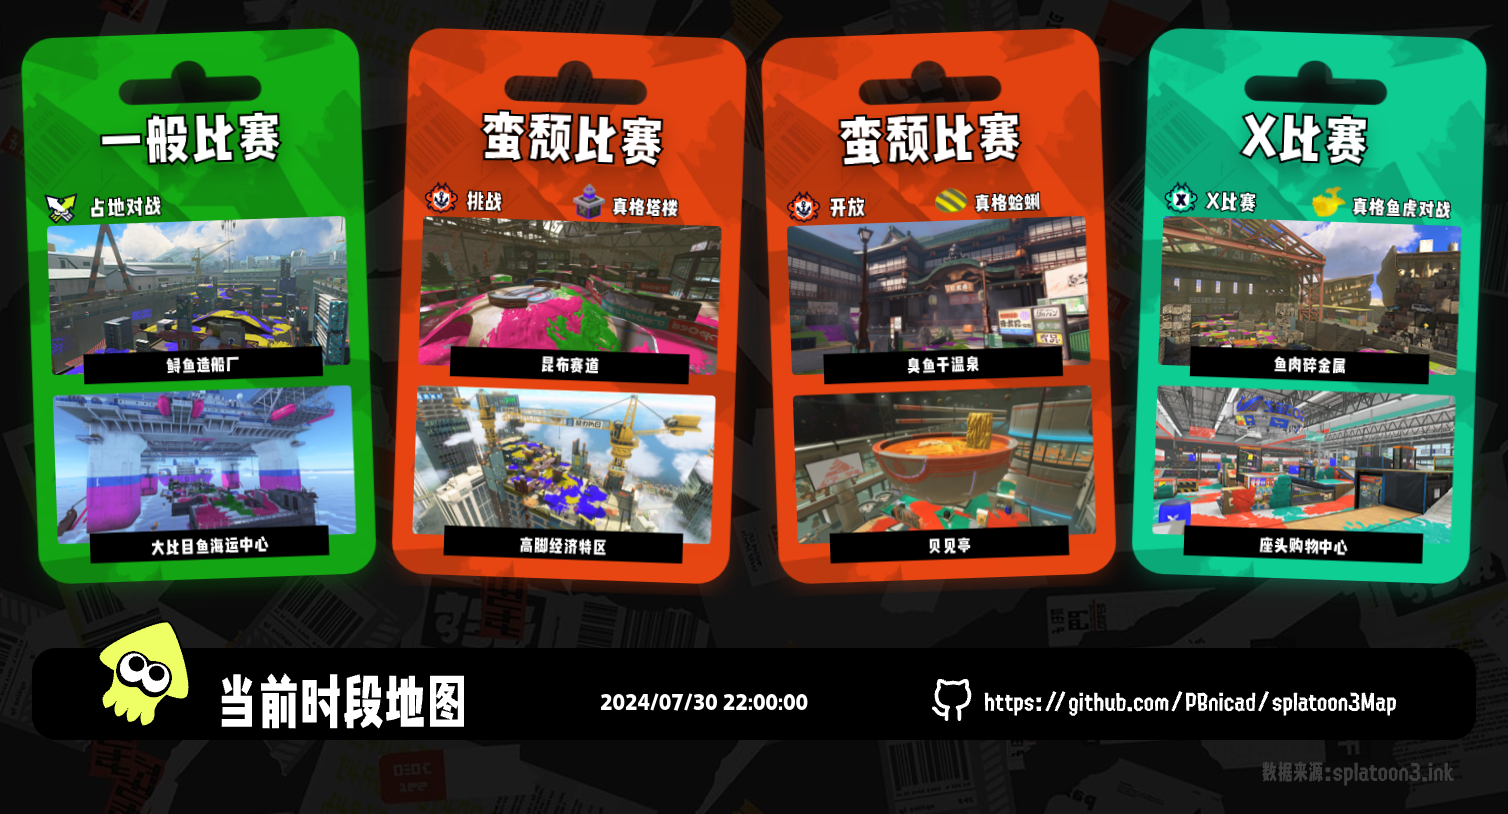 一般比赛
占地对战
鲟鱼造船厂
大比目鱼海运中心
蛮颓比赛
挑战
真格塔楼
昆布赛道
高脚经济特区
蛮颓比赛
开放
真格蛤蜊
臭鱼干温泉
贝贝亭
X比赛
X比赛
真格鱼虎对战
鱼肉碎金属
座头购物中心
当前时段地图
2024/07/30 22:00:00
https://github.com/PBnicad/splatoon3Map
数据来源:splatoon3.ink